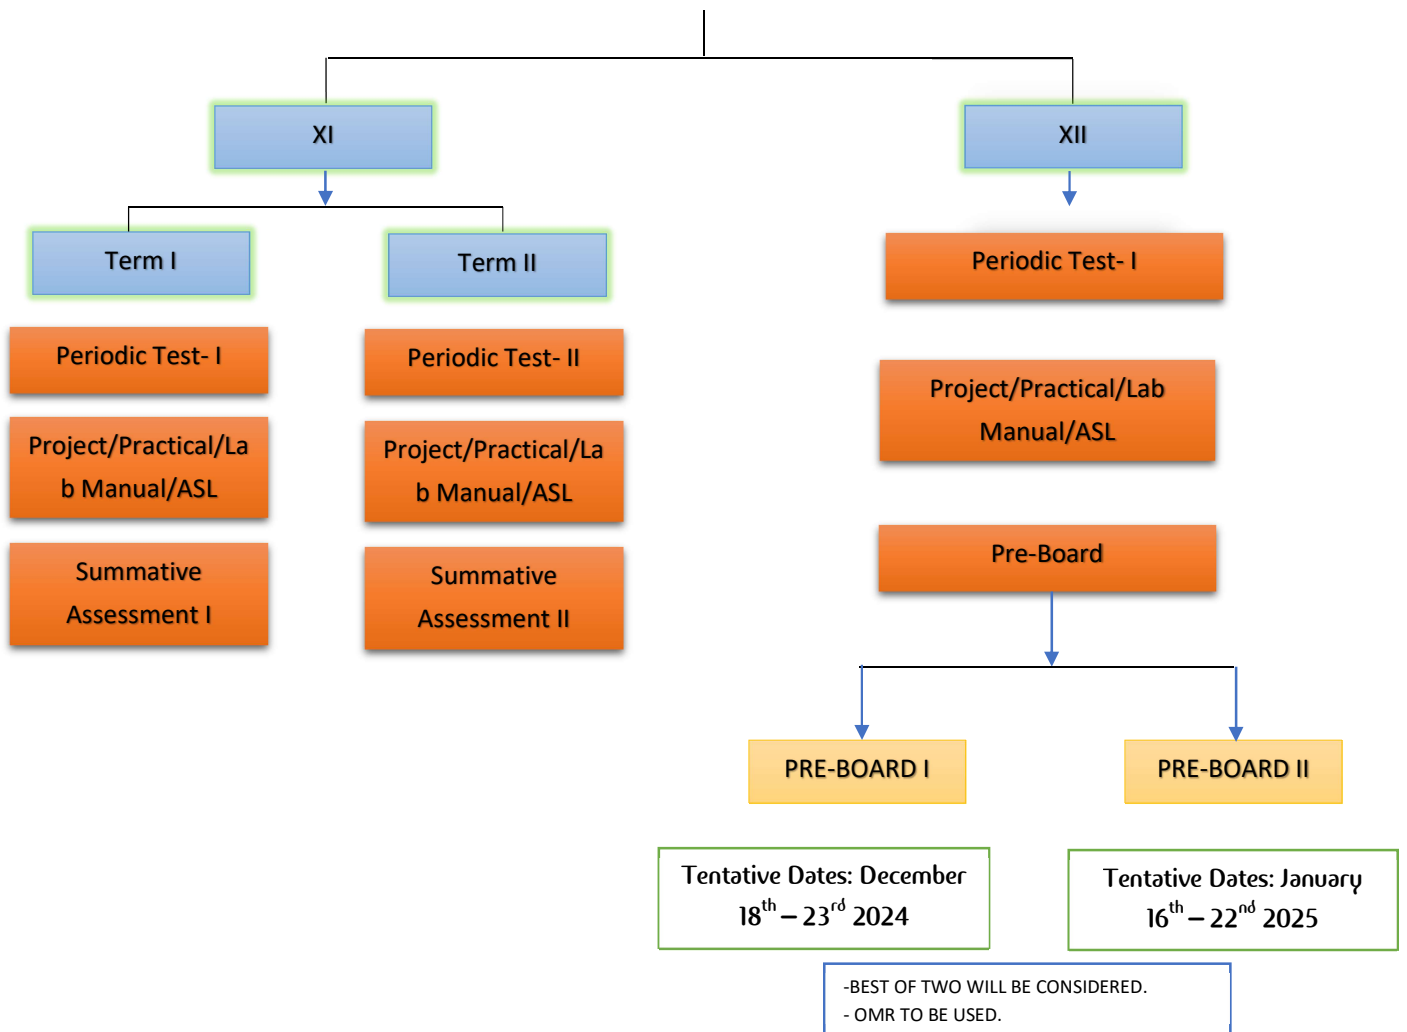 XI
XII
Term I
Term II
Periodic Test- I
Periodic Test- I
Periodic Test- II
Project/Practical/La
b Manual/ASL
Project/Practical/La
b Manual/ASL
Project/Practical/Lab
Manual/ASL
Summative
Assessment I
Summative
Assessment II
Pre-Board
PRE-BOARD I
PRE-BOARD II
Tentative Dates: December
18th – 23rd 2024
Tentative Dates: January
16th – 22nd 2025
-BEST OF TWO WILL BE CONSIDERED.
- OMR TO BE USED.